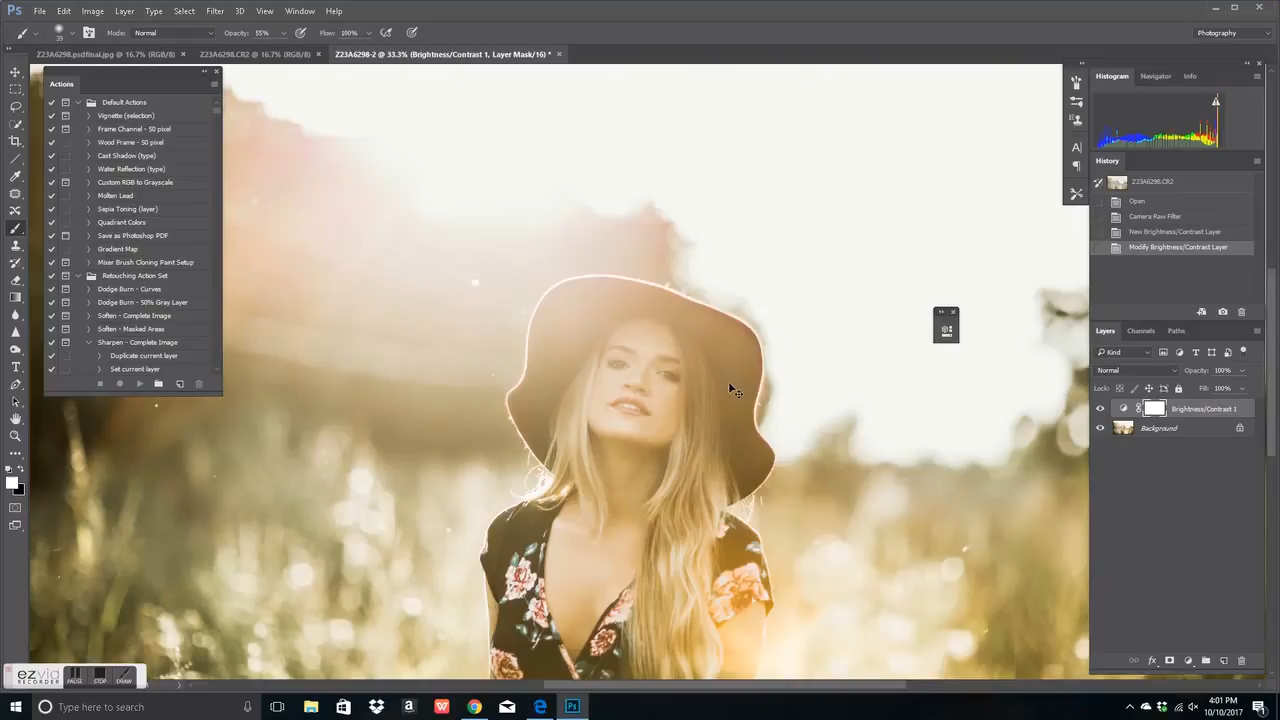 Ps File Edit Image Layer Type Select Filter 3D View Window Help
39 Mode: Normal Opacity: 55% Flow: 100% Photography
Z23A6298.psdfinal.jpg @ 16.7% (RGB/8) × Z23A6298.CR2 @ 16.7% (RGB/8) × Z23A6298-2 @ 33.3% (Brightness/Contrast 1, Layer Mask/16) * ×
Actions
Default Actions
Vignette (selection)
Frame Channel - 50 pixel
Wood Frame - 50 pixel
Cast Shadow (type)
Water Reflection (type)
Custom RGB to Grayscale
Molten Lead
Sepia Toning (layer)
Quadrant Colors
Save as Photoshop PDF
Gradient Map
Mixer Brush Cloning Paint Setup
Retouching Action Set
Dodge Burn - Curves
Dodge Burn - 50% Gray Layer
Soften - Complete Image
Soften - Masked Areas
Sharpen - Complete Image
Duplicate current layer
Set current layer
Histogram Navigator Info
History
Z23A6298.CR2
Open
Camera Raw Filter
New Brightness/Contrast Layer
Modify Brightness/Contrast Layer
Layers Channels Paths
Kind
Normal Opacity: 100%
Lock: Fill: 100%
Brightness/Contrast 1
Background
ezvid
RECORDER
PAUSE STOP DRAW
Type here to search
4:01 PM
10/10/2017